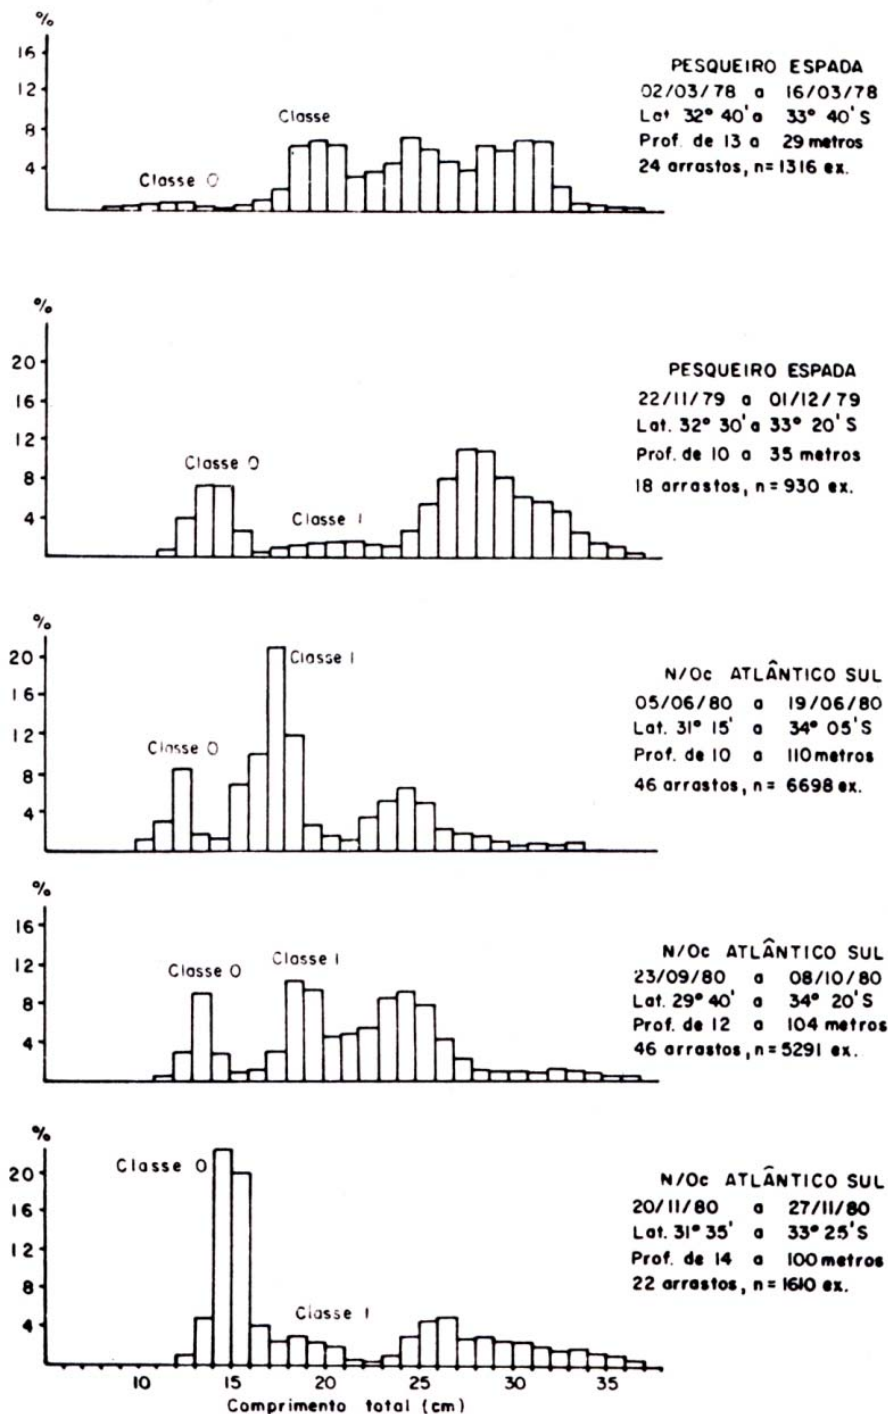 %
16
12
8
4
Classe 0
Classe
PESQUEIRO ESPADA
02/03/78 a 16/03/78
Lat 32° 40' a 33° 40' S
Prof. de 13 a 29 metros
24 arrastos, n= 1316 ex.
%
20
16
12
8
4
Classe 0
Classe I
PESQUEIRO ESPADA
22/11/79 a 01/12/79
Lat. 32° 30' a 33° 20' S
Prof. de 10 a 35 metros
18 arrastos, n= 930 ex.
%
20
16
12
8
4
Classe 0
Classe I
N/Oc ATLÂNTICO SUL
05/06/80 a 19/06/80
Lat. 31° 15' a 34° 05' S
Prof. de 10 a 110 metros
46 arrastos, n= 6698 ex.
%
16
12
8
4
Classe 0
Classe I
N/Oc ATLÂNTICO SUL
23/09/80 a 08/10/80
Lat. 29° 40' a 34° 20' S
Prof. de 12 a 104 metros
46 arrastos, n= 5291 ex.
%
20
16
12
8
4
Classe 0
Classe I
N/Oc ATLÂNTICO SUL
20/11/80 a 27/11/80
Lat. 31° 35' a 33° 25' S
Prof. de 14 a 100 metros
22 arrastos, n= 1610 ex.
10 15 20 25 30 35
Comprimento total (cm)